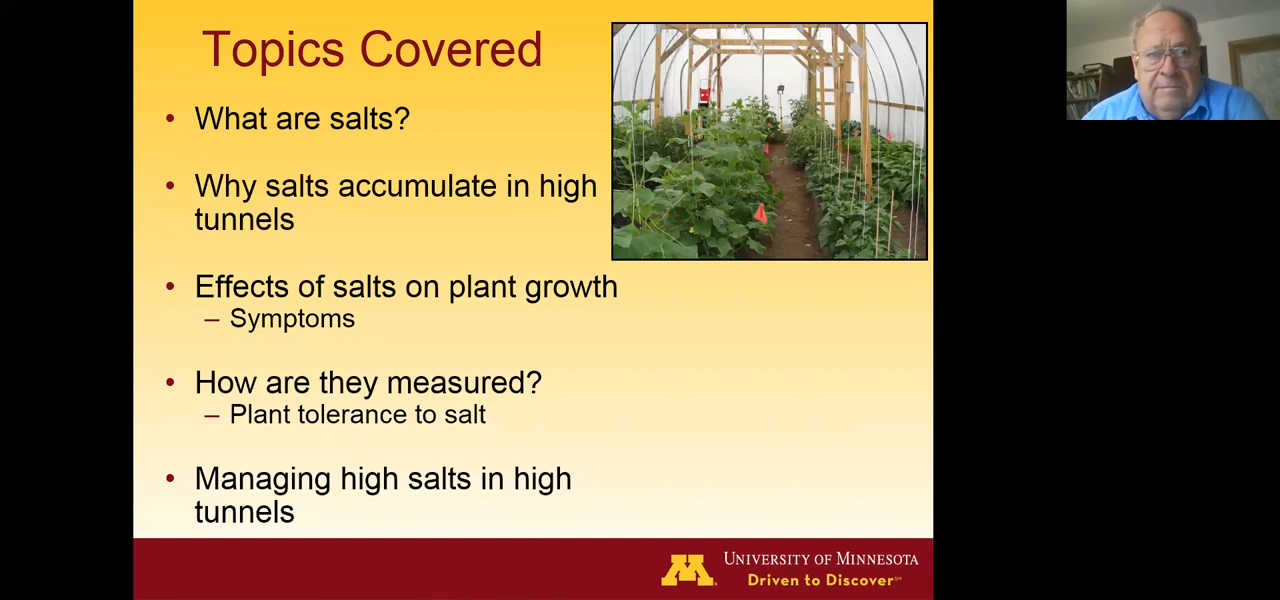 Topics Covered
• What are salts?
• Why salts accumulate in high
tunnels
• Effects of salts on plant growth
– Symptoms
• How are they measured?
– Plant tolerance to salt
• Managing high salts in high
tunnels
M
UNIVERSITY OF MINNESOTA
Driven to Discover℠